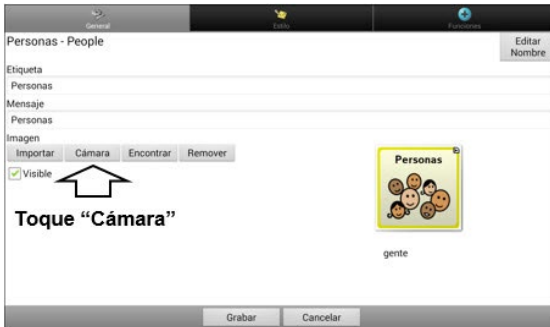 General
Estilo
Funciones
Personas - People
Editar
Nombre
Etiqueta
Personas
Mensaje
Personas
Imagen
Importar Cámara Encontrar Remover
Visible
Personas
Toque “Cámara”
gente
Grabar Cancelar